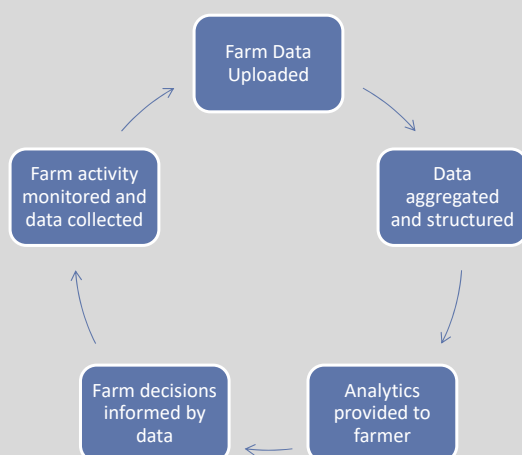 Farm Data
Uploaded
Data
aggregated
and structured
Analytics
provided to
farmer
Farm decisions
informed by
data
Farm activity
monitored and
data collected